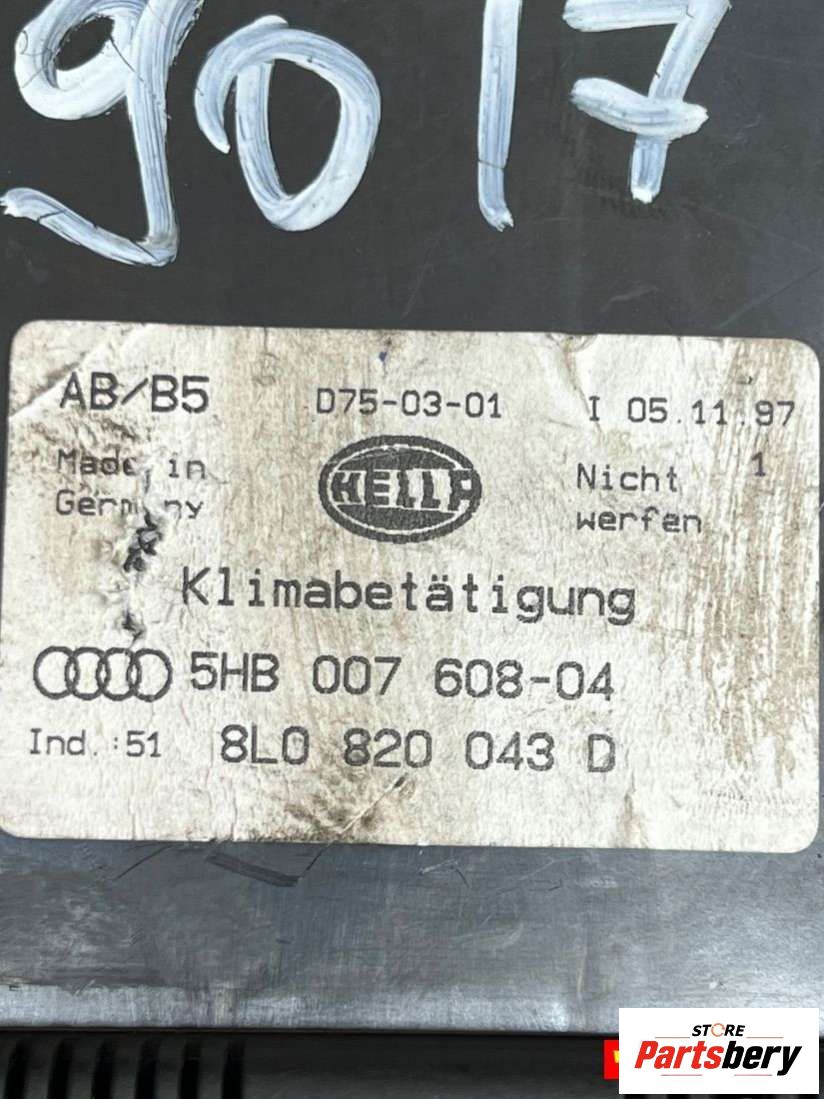 9017
AB/B5 D75-03-01 I 05.11.97
Made in Germany
HELLA
Nicht werfen 1
Klimabetätigung
5HB 007 608-04
Ind.:51 8L0 820 043 D
STORE
Partsbery